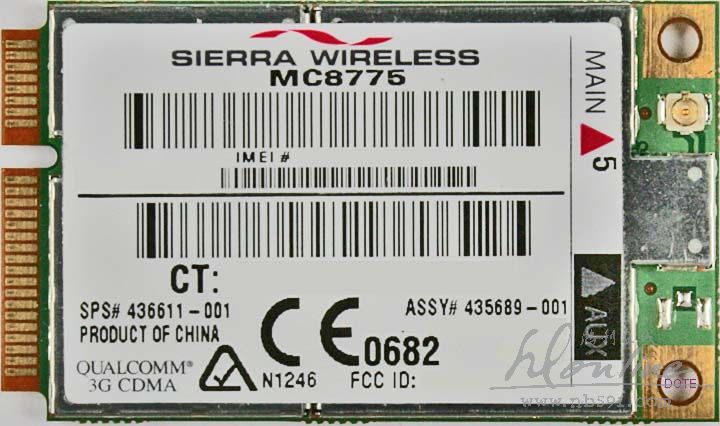 SIERRA WIRELESS
MC8775
IMEI #
CT:
SPS# 436611-001
ASSY# 435689-001
PRODUCT OF CHINA
0682
QUALCOMM®
3G CDMA
N1246
FCC ID:
MAIN
5
AUX
DOTE